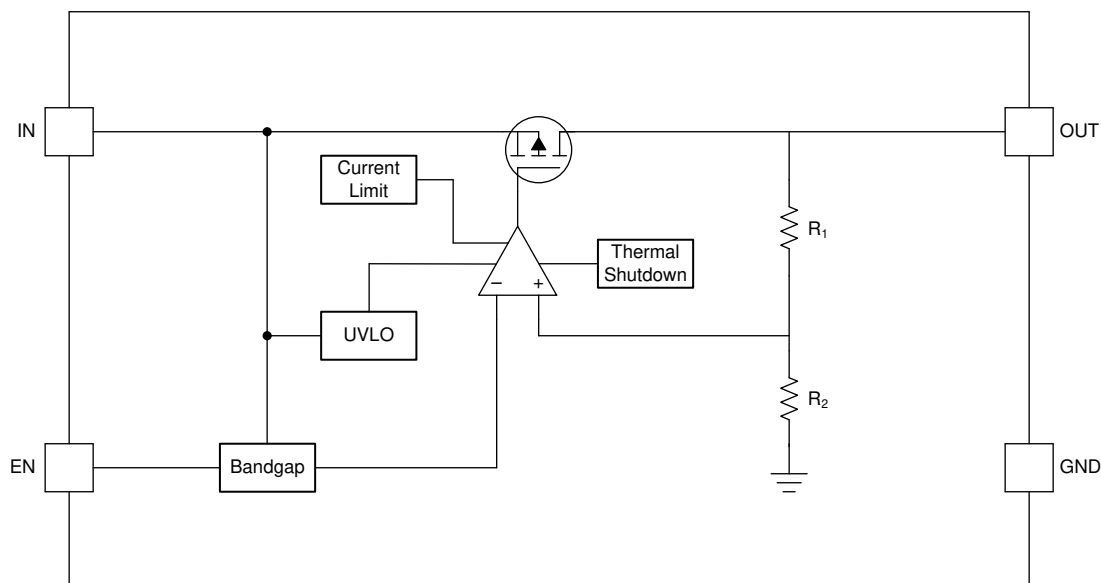 IN
OUT
Current
Limit
R1
Thermal
Shutdown
− +
UVLO
R2
EN
Bandgap
GND